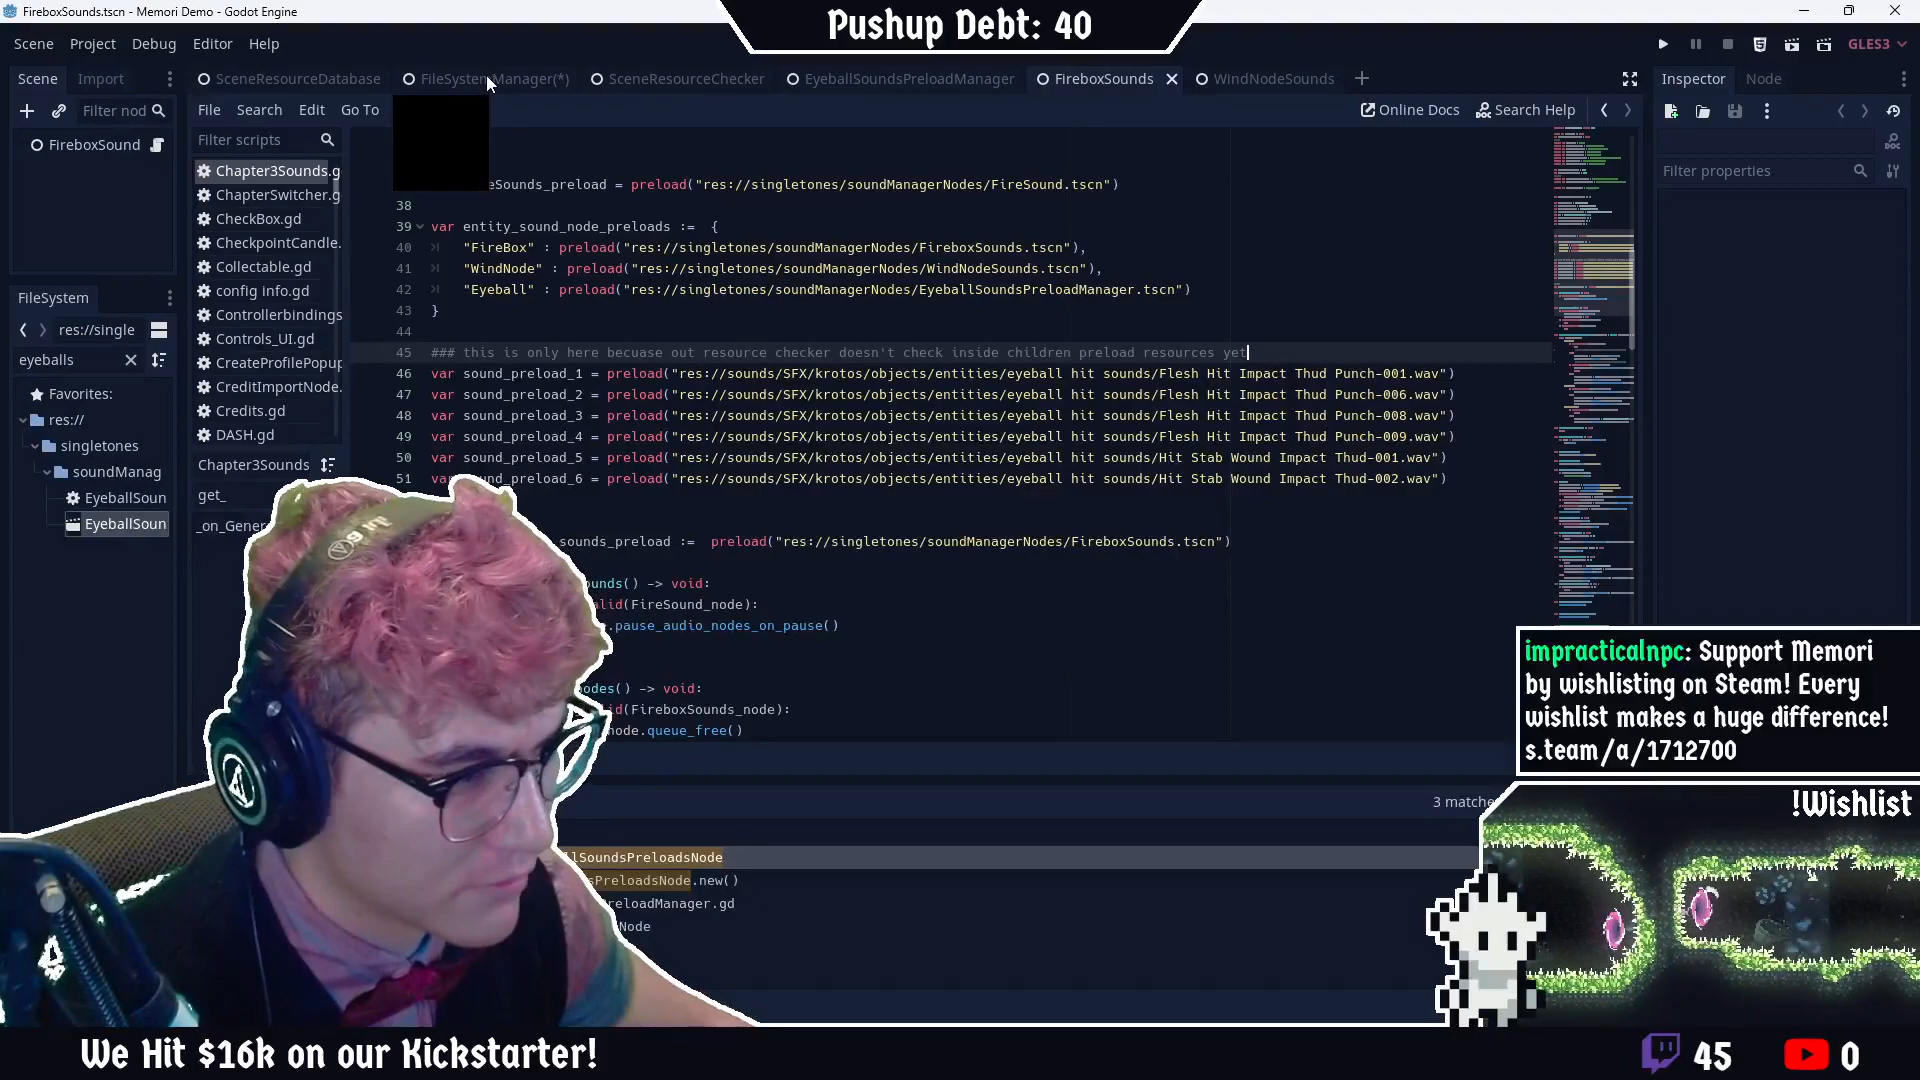 FireboxSounds.tscn - Memori Demo - Godot Engine
Pushup Debt: 40
Scene Project Debug Editor Help
GLES3
Scene Import
SceneResourceDatabase FileSystemManager(*) SceneResourceChecker EyeballSoundsPreloadManager FireboxSounds WindNodeSounds
Inspector Node
Filter nod
File Search Edit Go To
Online Docs Search Help
FireboxSound
Filter scripts
Filter properties
Chapter3Sounds.g
ChapterSwitcher.g
CheckBox.gd
CheckpointCandle.
Collectable.gd
config info.gd
Controllerbindings
Controls_UI.gd
CreateProfilePopup
CreditImportNode.
Credits.gd
DASH.gd
Chapter3Sounds
get_
_on_Gener
FileSystem
res://single
eyeballs
Favorites:
res://
singletones
soundManag
EyeballSoun
EyeballSoun
eSounds_preload = preload("res://singletones/soundManagerNodes/FireSound.tscn")
38
39 var entity_sound_node_preloads := {
40 "FireBox" : preload("res://singletones/soundManagerNodes/FireboxSounds.tscn"),
41 "WindNode" : preload("res://singletones/soundManagerNodes/WindNodeSounds.tscn"),
42 "Eyeball" : preload("res://singletones/soundManagerNodes/EyeballSoundsPreloadManager.tscn")
43 }
44
45 ### this is only here becuase out resource checker doesn't check inside children preload resources yet
46 var sound_preload_1 = preload("res://sounds/SFX/krotos/objects/entities/eyeball hit sounds/Flesh Hit Impact Thud Punch-001.wav")
47 var sound_preload_2 = preload("res://sounds/SFX/krotos/objects/entities/eyeball hit sounds/Flesh Hit Impact Thud Punch-006.wav")
48 var sound_preload_3 = preload("res://sounds/SFX/krotos/objects/entities/eyeball hit sounds/Flesh Hit Impact Thud Punch-008.wav")
49 var sound_preload_4 = preload("res://sounds/SFX/krotos/objects/entities/eyeball hit sounds/Flesh Hit Impact Thud Punch-009.wav")
50 var sound_preload_5 = preload("res://sounds/SFX/krotos/objects/entities/eyeball hit sounds/Hit Stab Wound Impact Thud-001.wav")
51 var sound_preload_6 = preload("res://sounds/SFX/krotos/objects/entities/eyeball hit sounds/Hit Stab Wound Impact Thud-002.wav")
sounds_preload := preload("res://singletones/soundManagerNodes/FireboxSounds.tscn")
ounds() -> void:
alid(FireSound_node):
.pause_audio_nodes_on_pause()
odes() -> void:
lid(FireboxSounds_node):
node.queue_free()
3 matche
llSoundsPreloadsNode
sPreloadsNode.new()
reloadManager.gd
Node
impracticalnpc: Support Memori
by wishlisting on Steam! Every
wishlist makes a huge difference!
s.team/a/1712700
!Wishlist
We Hit $16k on our Kickstarter!
45 0